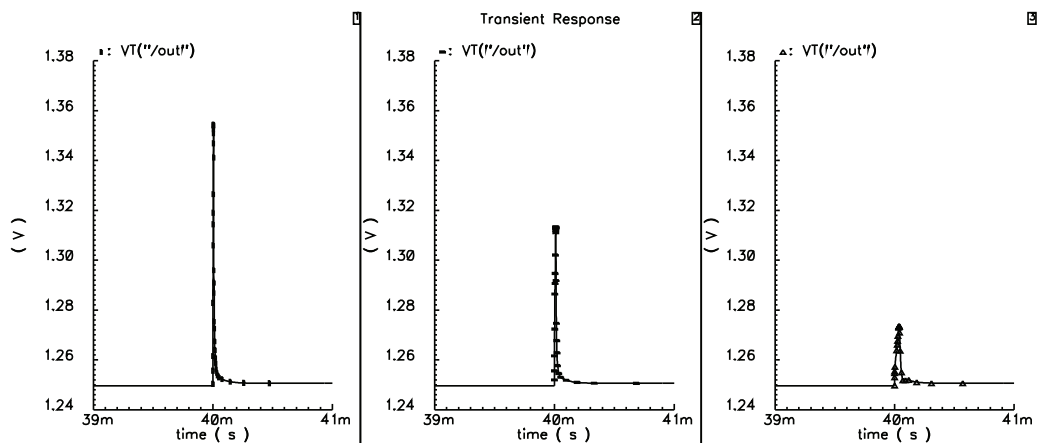 Transient Response
1
▮: VT("/out")
1.38
1.36
1.34
1.32
1.30
1.28
1.26
1.24
( V )
39m
40m
41m
time ( s )
2
-: VT("/out")
1.38
1.36
1.34
1.32
1.30
1.28
1.26
1.24
( V )
39m
40m
41m
time ( s )
3
△: VT("/out")
1.38
1.36
1.34
1.32
1.30
1.28
1.26
1.24
( V )
39m
40m
41m
time ( s )